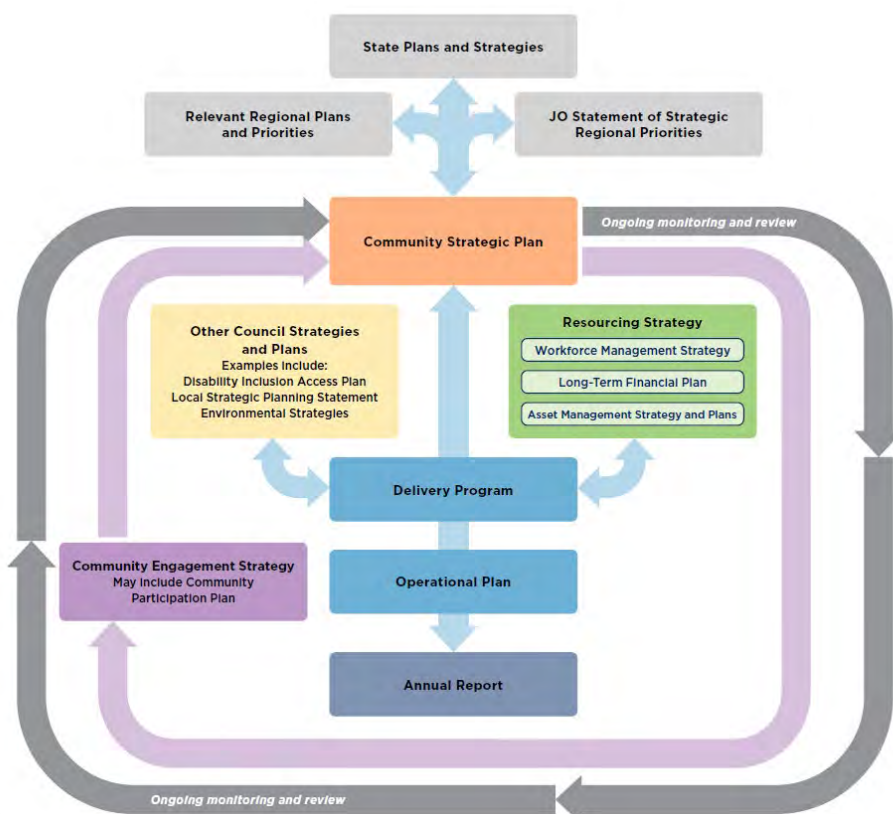 State Plans and Strategies
Relevant Regional Plans
and Priorities
JO Statement of Strategic
Regional Priorities
Community Strategic Plan
Ongoing monitoring and review
Other Council Strategies
and Plans
Examples include:
Disability Inclusion Access Plan
Local Strategic Planning Statement
Environmental Strategies
Resourcing Strategy
Workforce Management Strategy
Long-Term Financial Plan
Asset Management Strategy and Plans
Delivery Program
Community Engagement Strategy
May include Community
Participation Plan
Operational Plan
Annual Report
Ongoing monitoring and review